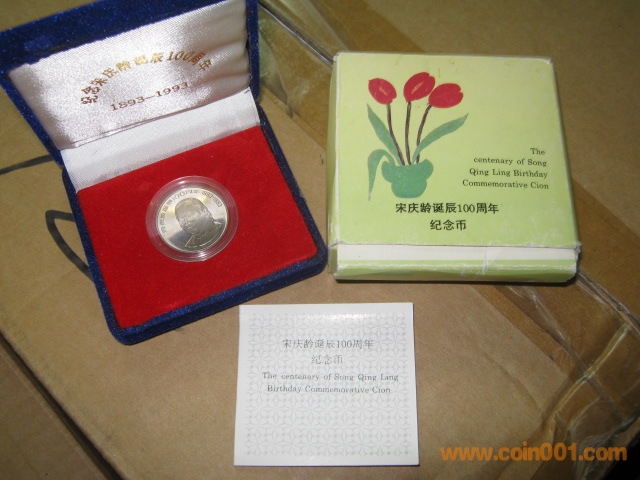 纪念宋庆龄诞辰100周年
1893-1993
The
centenary of Song
Qing Ling Birthday
Commemorative Cion
宋庆龄诞辰100周年
纪念币
宋庆龄诞辰100周年
纪念币
The centenary of Song Qing Lang
Birthday Commemorative Cion
www.coin001.com